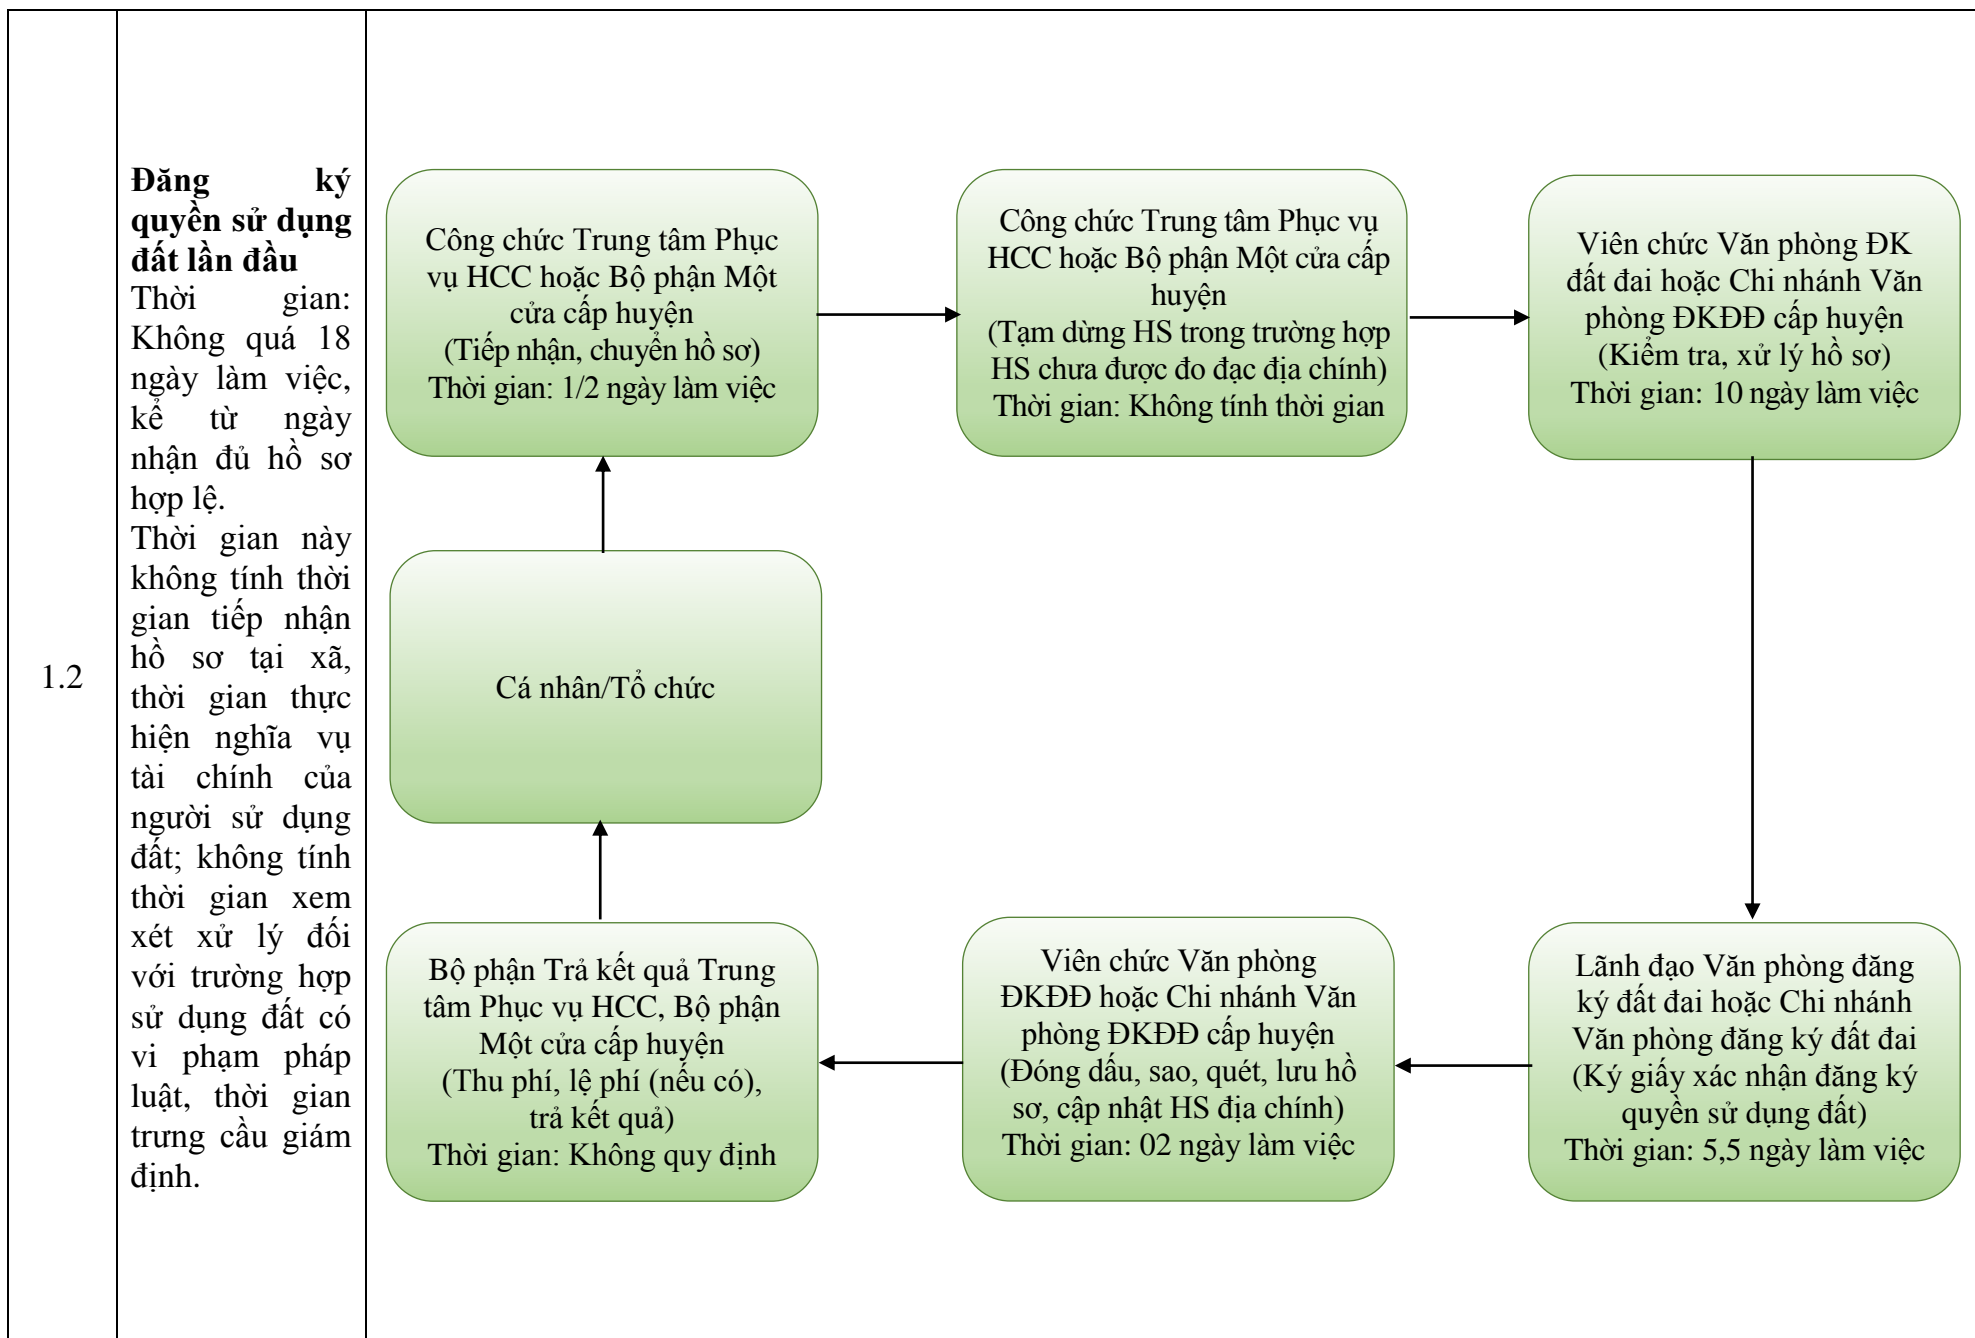 1.2
Đăng ký
quyền sử dụng
đất lần đầu
Thời gian:
Không quá 18
ngày làm việc,
kể từ ngày
nhận đủ hồ sơ
hợp lệ.
Thời gian này
không tính thời
gian tiếp nhận
hồ sơ tại xã,
thời gian thực
hiện nghĩa vụ
tài chính của
người sử dụng
đất; không tính
thời gian xem
xét xử lý đối
với trường hợp
sử dụng đất có
vi phạm pháp
luật, thời gian
trưng cầu giám
định.
Công chức Trung tâm Phục
vụ HCC hoặc Bộ phận Một
cửa cấp huyện
(Tiếp nhận, chuyển hồ sơ)
Thời gian: 1/2 ngày làm việc
Công chức Trung tâm Phục vụ
HCC hoặc Bộ phận Một cửa cấp
huyện
(Tạm dừng HS trong trường hợp
HS chưa được đo đạc địa chính)
Thời gian: Không tính thời gian
Viên chức Văn phòng ĐK
đất đai hoặc Chi nhánh Văn
phòng ĐKĐĐ cấp huyện
(Kiểm tra, xử lý hồ sơ)
Thời gian: 10 ngày làm việc
Cá nhân/Tổ chức
Bộ phận Trả kết quả Trung
tâm Phục vụ HCC, Bộ phận
Một cửa cấp huyện
(Thu phí, lệ phí (nếu có),
trả kết quả)
Thời gian: Không quy định
Viên chức Văn phòng
ĐKĐĐ hoặc Chi nhánh Văn
phòng ĐKĐĐ cấp huyện
(Đóng dấu, sao, quét, lưu hồ
sơ, cập nhật HS địa chính)
Thời gian: 02 ngày làm việc
Lãnh đạo Văn phòng đăng
ký đất đai hoặc Chi nhánh
Văn phòng đăng ký đất đai
(Ký giấy xác nhận đăng ký
quyền sử dụng đất)
Thời gian: 5,5 ngày làm việc